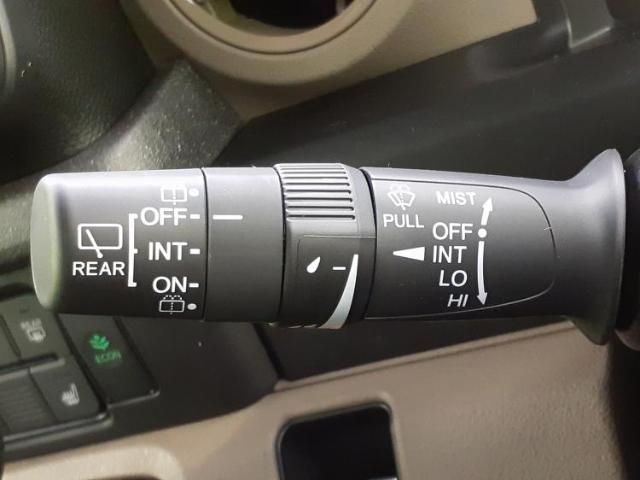 OFF
INT
ON
REAR
MIST
PULL
OFF
INT
LO
HI
ECON